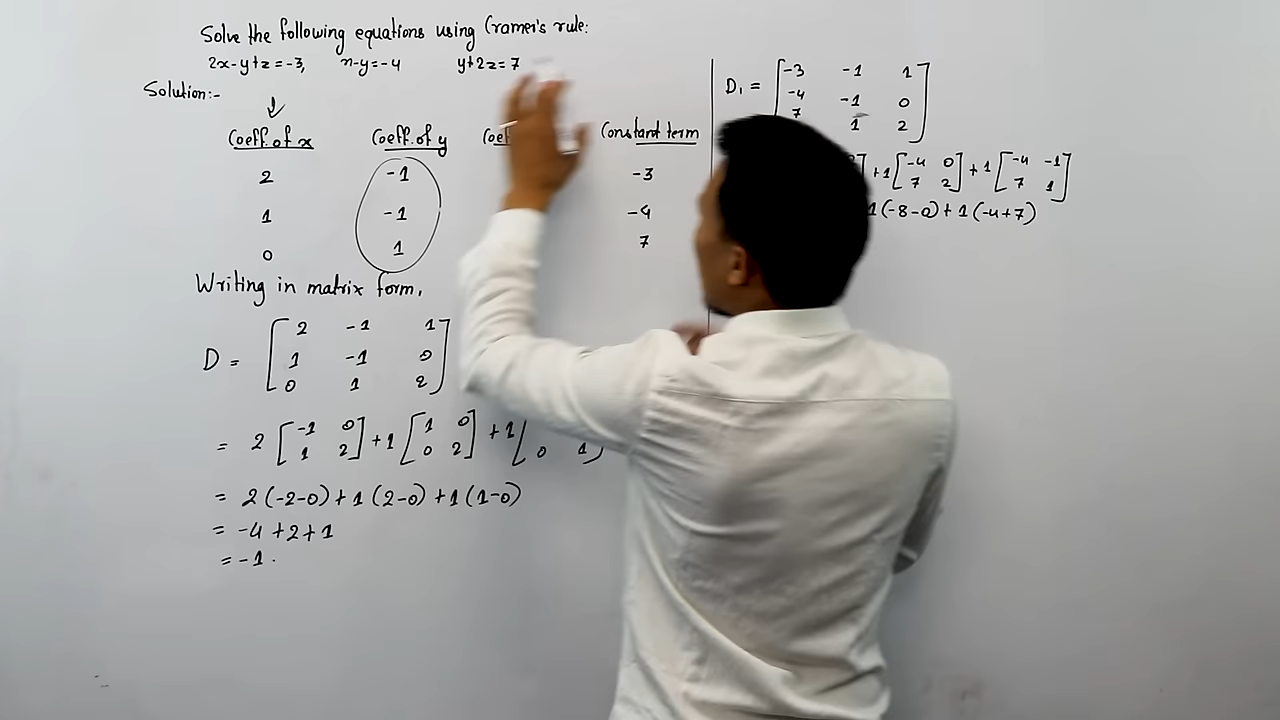 Solve the following equations using Cramer's rule:
2x-y+z=-3, x-y=-4 y+2z=7
Solution:-
Coeff.of x Coeff.of y Constant term
2 -1 -3
1 -1 -4
0 1 7
Writing in matrix form,
D = [ 2 -1 1
1 -1 0
0 1 2 ]
= 2 [ -1 0
1 2 ] + 1 [ 1 0
0 2 ] + 1 [
0 1 ]
= 2(-2-0)+1(2-0)+1(1-0)
= -4+2+1
= -1.
D₁ = [ -3 -1 1
-4 -1 0
7 1 2 ]
] +1 [ -4 0
7 2 ] +1 [ -4 -1
7 1 ]
1(-8-0)+1(-4+7)